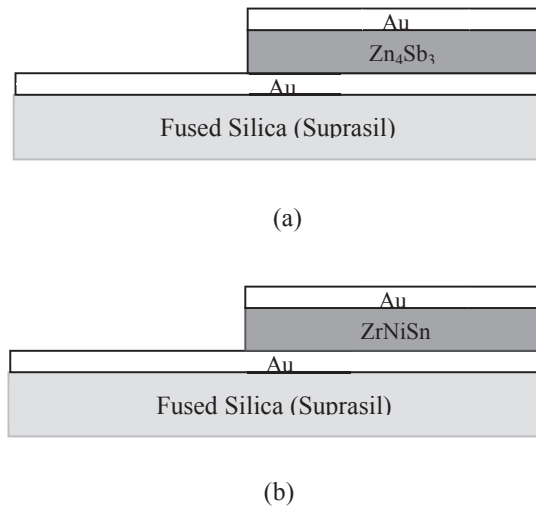 Au
Zn₄Sb₃
Au
Fused Silica (Suprasil)
(a)
Au
ZrNiSn
Au
Fused Silica (Suprasil)
(b)